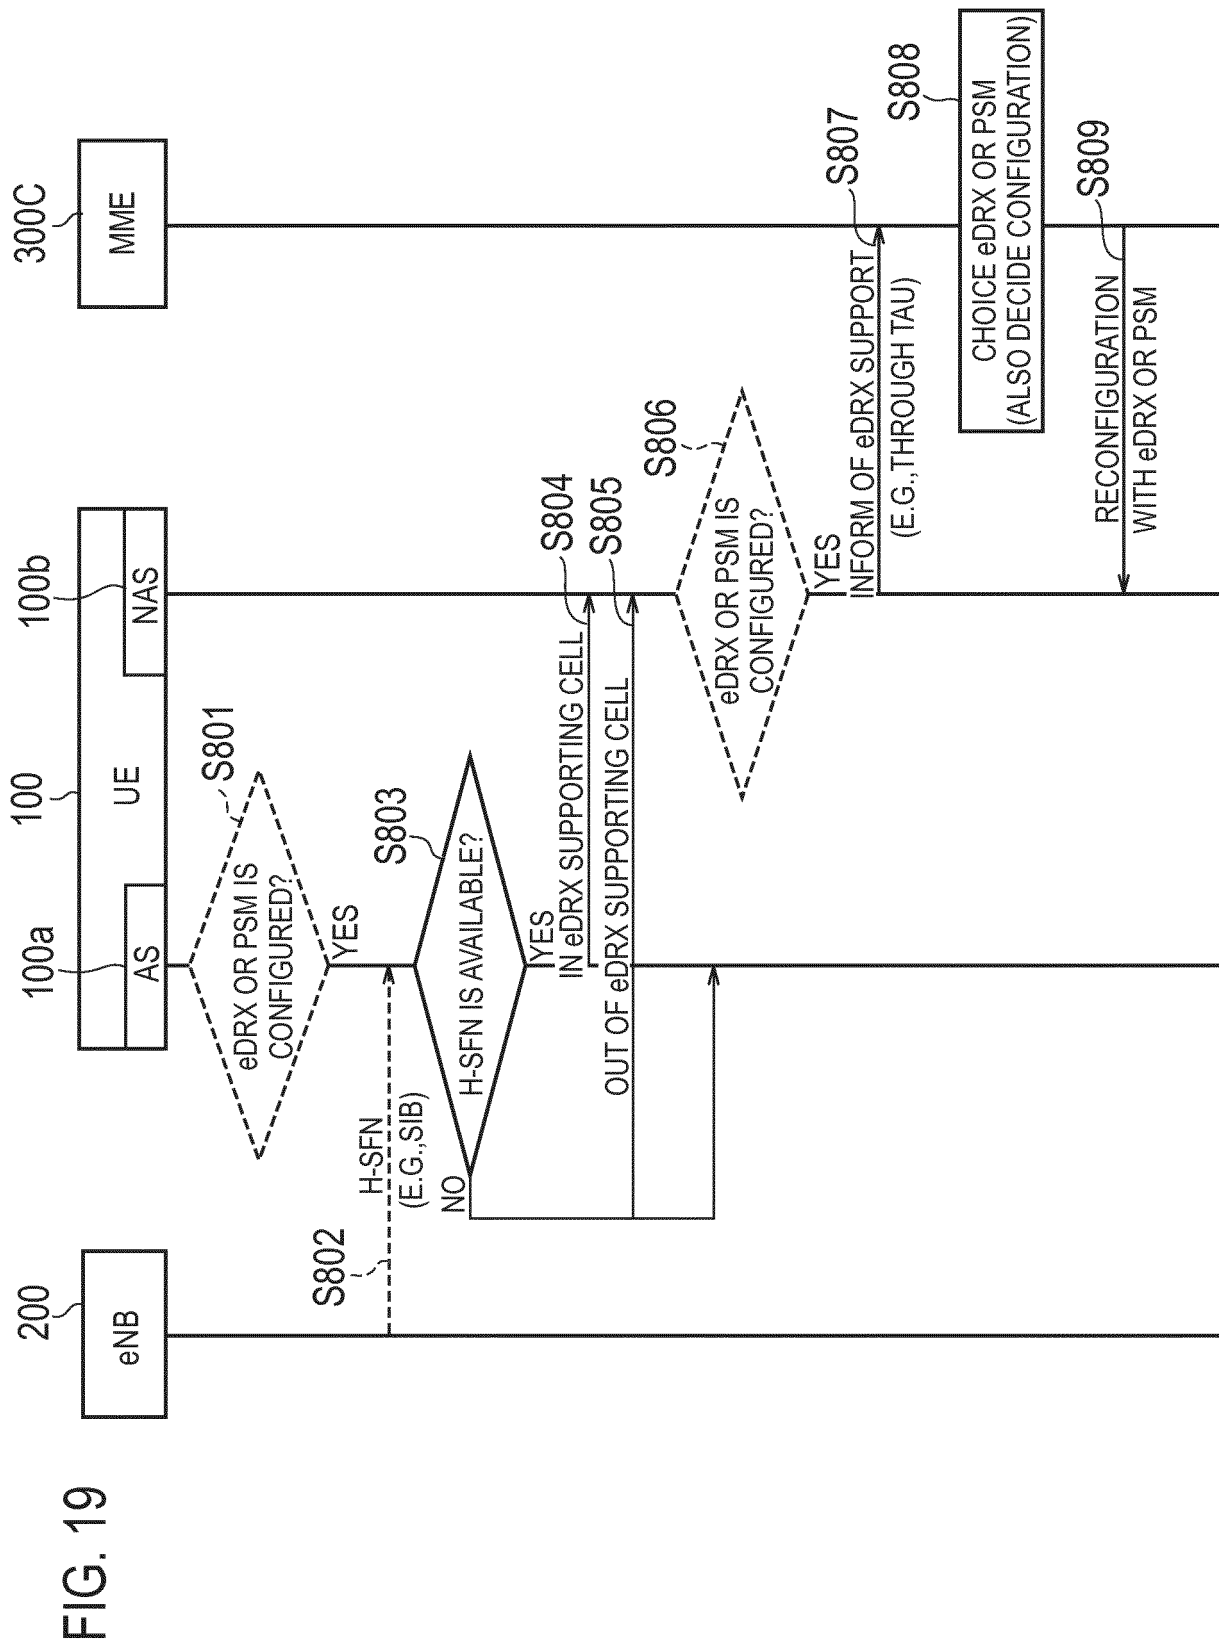 FIG. 19
200
eNB
100
UE
100a
AS
100b
NAS
300C
MME
S801
eDRX OR PSM IS
CONFIGURED?
YES
S802
H-SFN
(E.G.,SIB)
S803
H-SFN IS AVAILABLE?
NO
YES
S804
IN eDRX SUPPORTING CELL
S805
OUT OF eDRX SUPPORTING CELL
S806
eDRX OR PSM IS
CONFIGURED?
YES
S807
INFORM OF eDRX SUPPORT
(E.G.,THROUGH TAU)
S808
CHOICE eDRX OR PSM
(ALSO DECIDE CONFIGURATION)
S809
RECONFIGURATION
WITH eDRX OR PSM